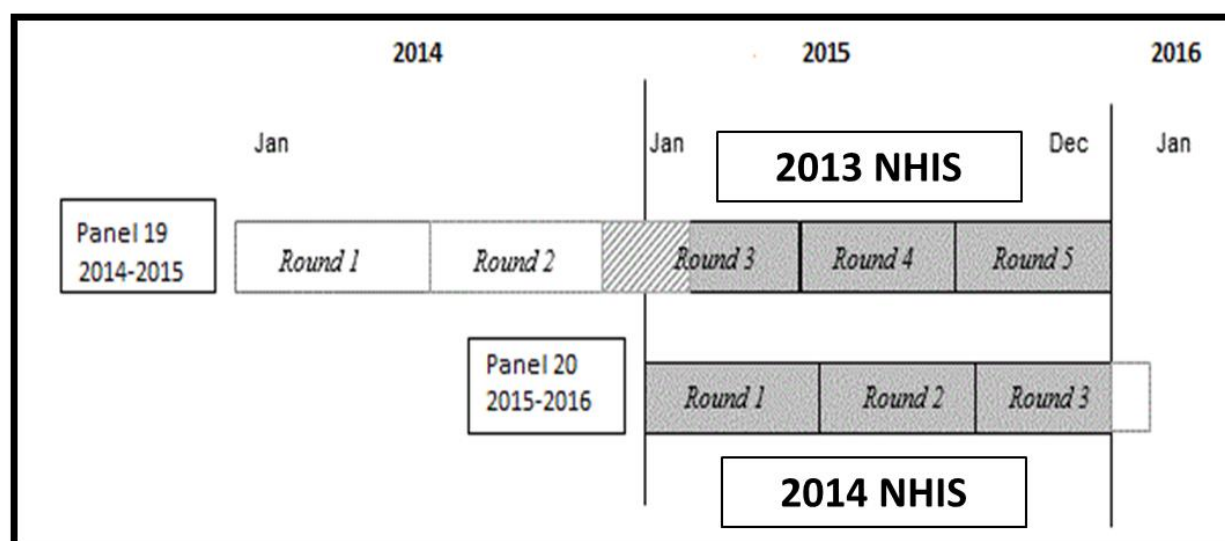 2014 2015 2016
Jan Jan Dec Jan
2013 NHIS
Panel 19
2014-2015
Round 1 Round 2 Round 3 Round 4 Round 5
Panel 20
2015-2016
Round 1 Round 2 Round 3
2014 NHIS